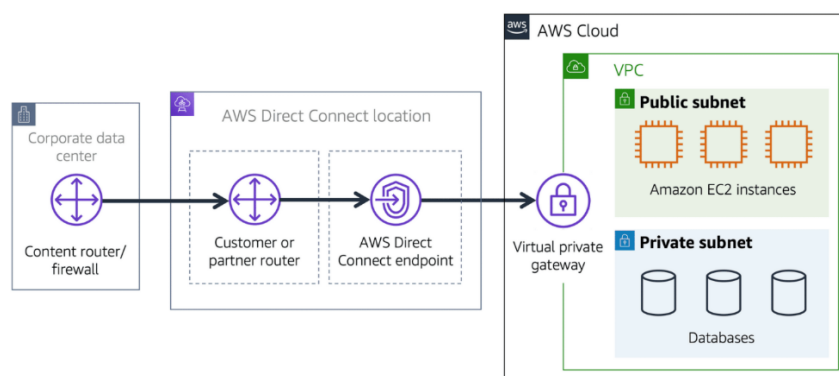 aws AWS Cloud
VPC
Public subnet
Amazon EC2 instances
Private subnet
Databases
Corporate data
center
Content router/
firewall
AWS Direct Connect location
Customer or
partner router
AWS Direct
Connect endpoint
Virtual private
gateway